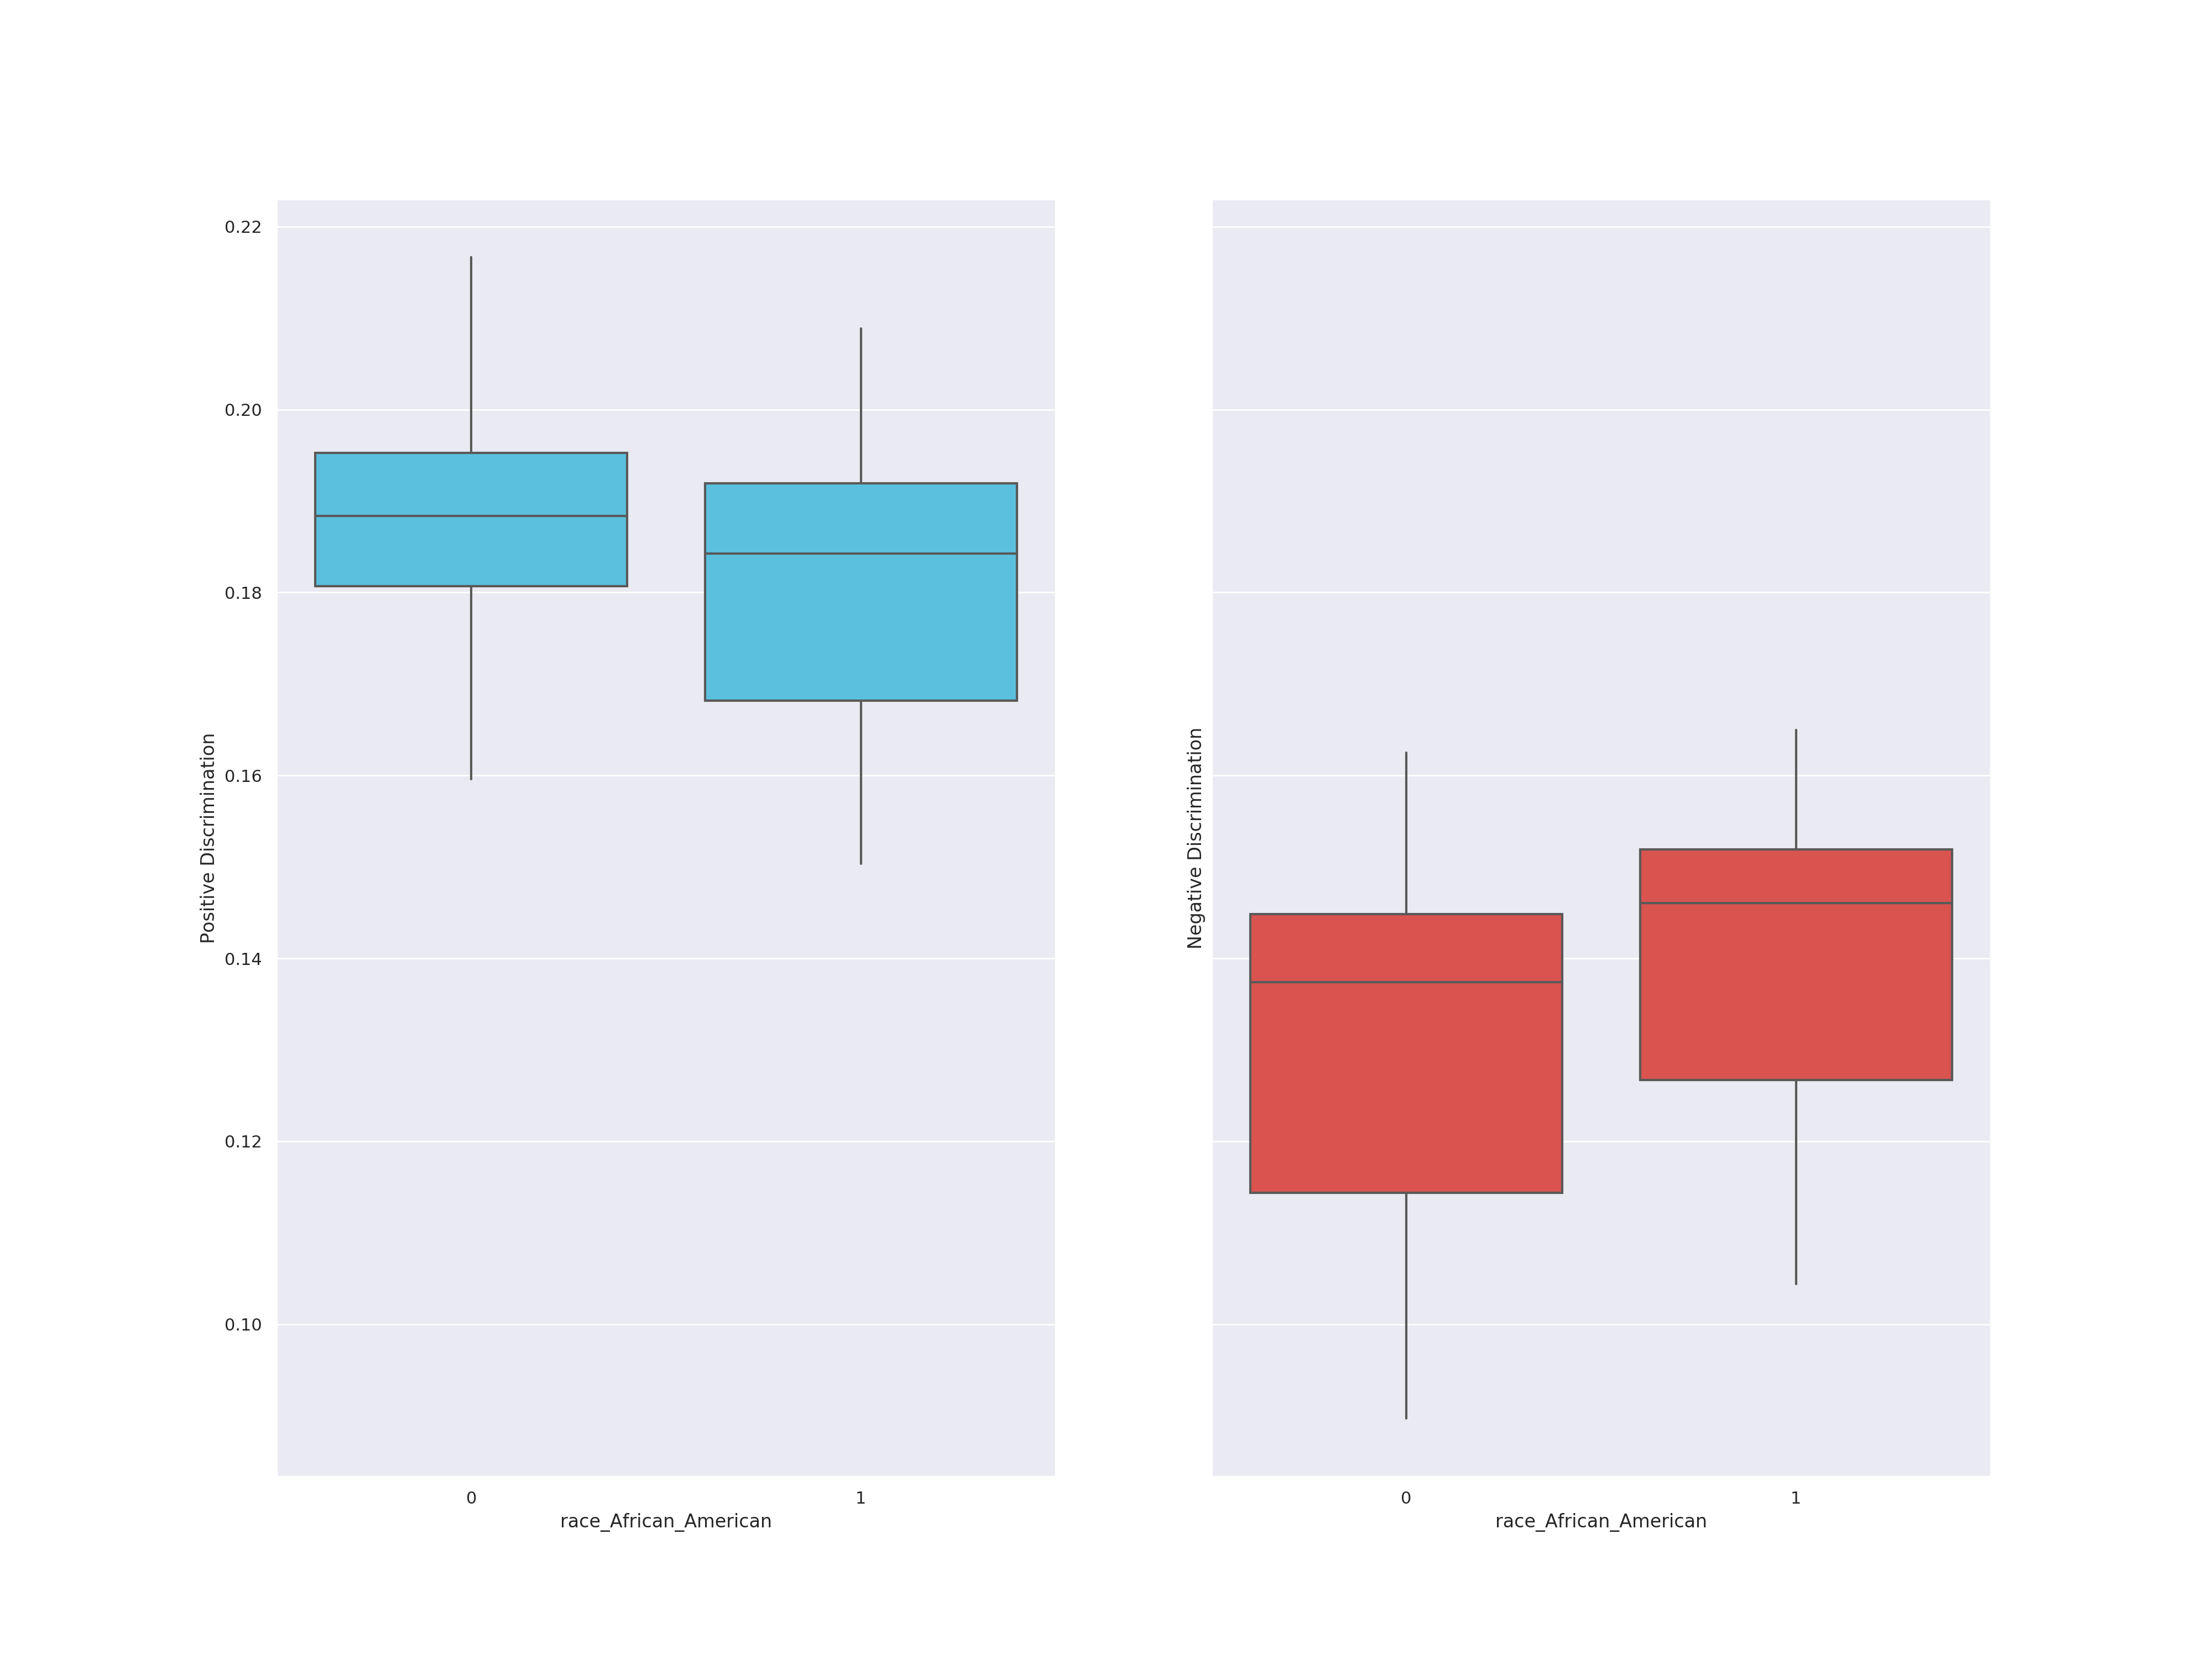 Positive Discrimination
0.22
0.20
0.18
0.16
0.14
0.12
0.10
0 1
race_African_American
Negative Discrimination
0 1
race_African_American